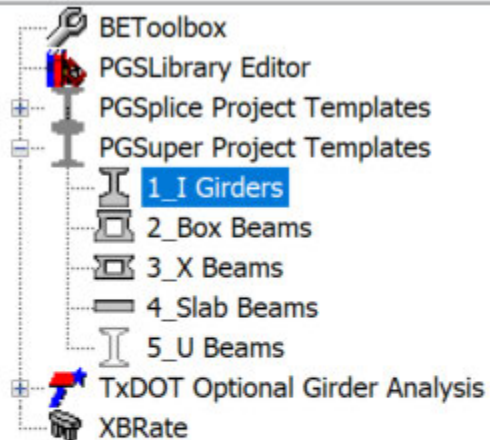 BEToolbox
PGSLibrary Editor
PGSplice Project Templates
PGSuper Project Templates
1_I Girders
2_Box Beams
3_X Beams
4_Slab Beams
5_U Beams
TxDOT Optional Girder Analysis
XBRate